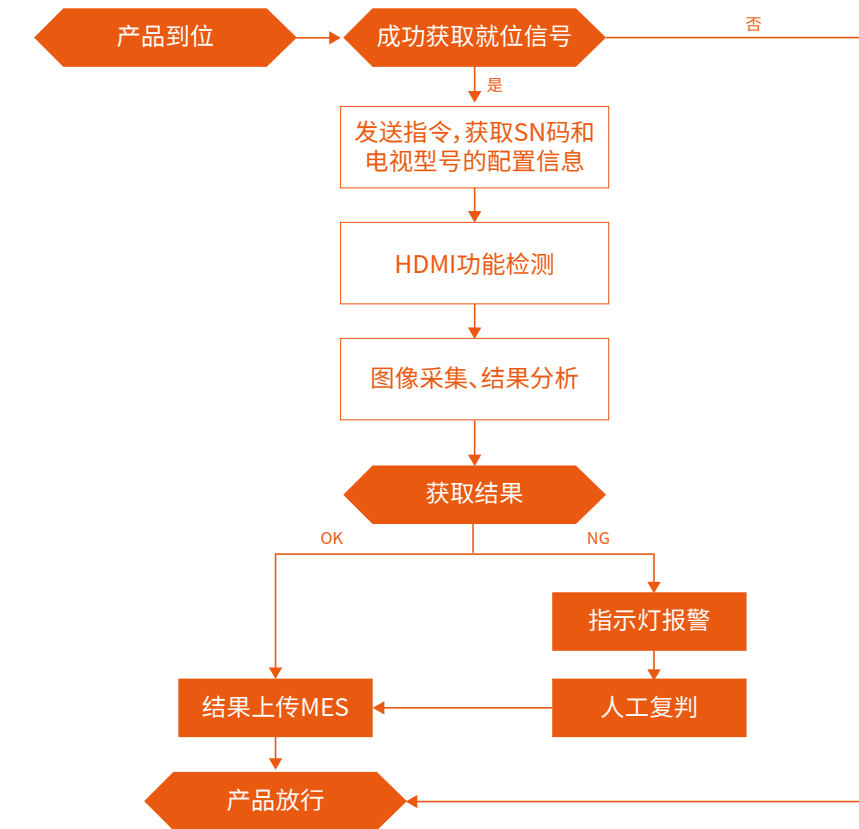 产品到位
成功获取就位信号
否
是
发送指令，获取SN码和
电视型号的配置信息
HDMI功能检测
图像采集、结果分析
获取结果
OK
NG
指示灯报警
结果上传MES
人工复判
产品放行